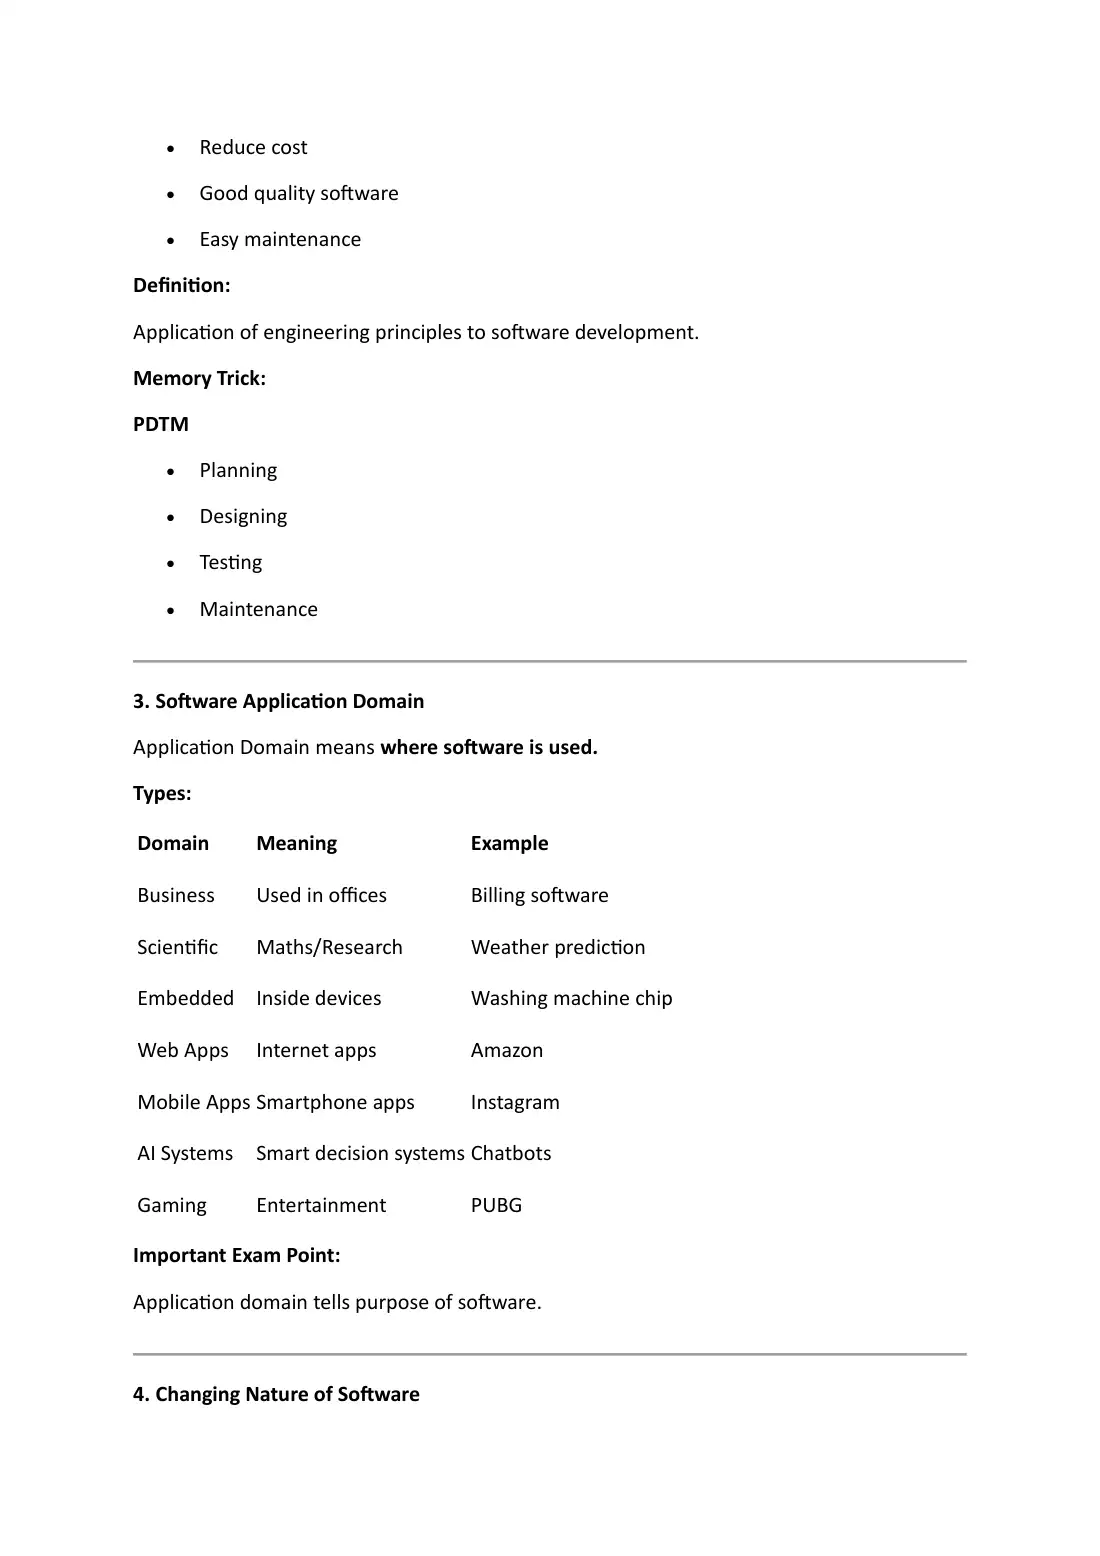 • Reduce cost
• Good quality software
• Easy maintenance
Definition:
Application of engineering principles to software development.
Memory Trick:
PDTM
• Planning
• Designing
• Testing
• Maintenance
3. Software Application Domain
Application Domain means where software is used.
Types:
Domain Meaning Example
Business Used in offices Billing software
Scientific Maths/Research Weather prediction
Embedded Inside devices Washing machine chip
Web Apps Internet apps Amazon
Mobile Apps Smartphone apps Instagram
AI Systems Smart decision systems Chatbots
Gaming Entertainment PUBG
Important Exam Point:
Application domain tells purpose of software.
4. Changing Nature of Software